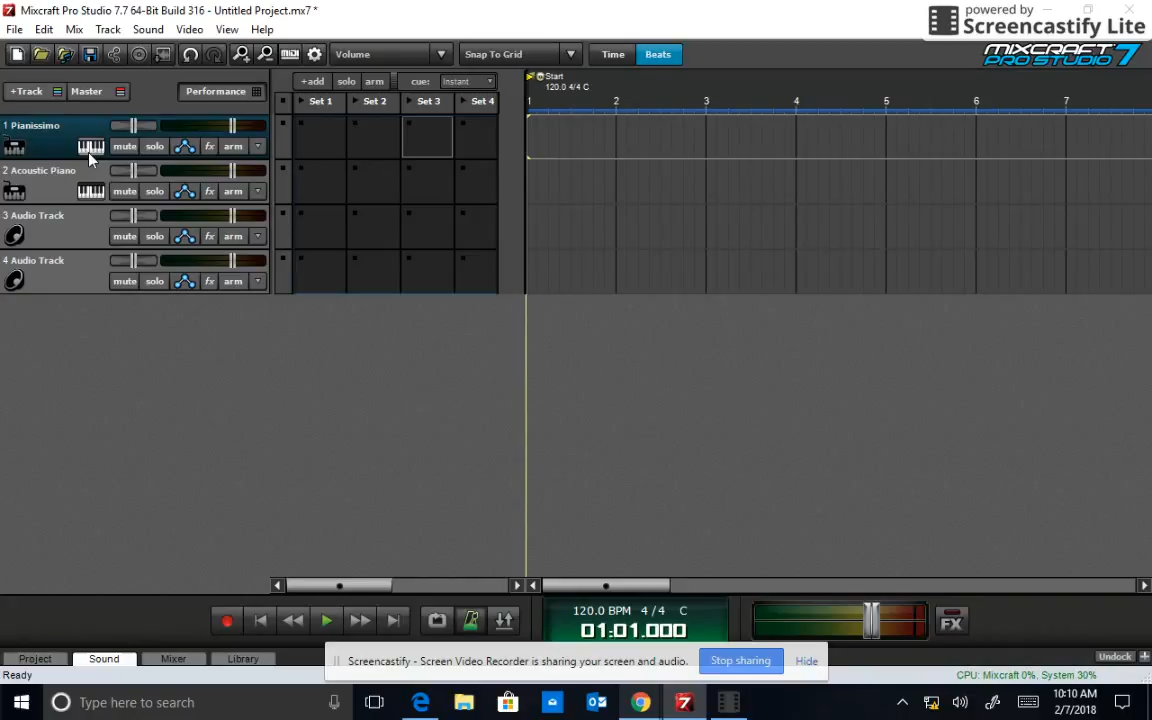 Mixcraft Pro Studio 7.7 64-Bit Build 316 - Untitled Project.mx7 *
powered by
Screencastify Lite
File Edit Mix Track Sound Video View Help
MIDI
Volume
Snap To Grid
Time
Beats
MIXCRAFT 7
PRO STUDIO
+Track
Master
Performance
+add solo arm cue: Instant
Start
120.0 4/4 C
Set 1 Set 2 Set 3 Set 4
1 2 3 4 5 6 7
1 Pianissimo
mute solo fx arm
2 Acoustic Piano
mute solo fx arm
3 Audio Track
mute solo fx arm
4 Audio Track
mute solo fx arm
120.0 BPM 4/4 C
01:01.000
FX
Project Sound Mixer Library
Screencastify - Screen Video Recorder is sharing your screen and audio.
Stop sharing
Hide
Undock
Ready
CPU: Mixcraft 0%, System 30%
Type here to search
10:10 AM
2/7/2018